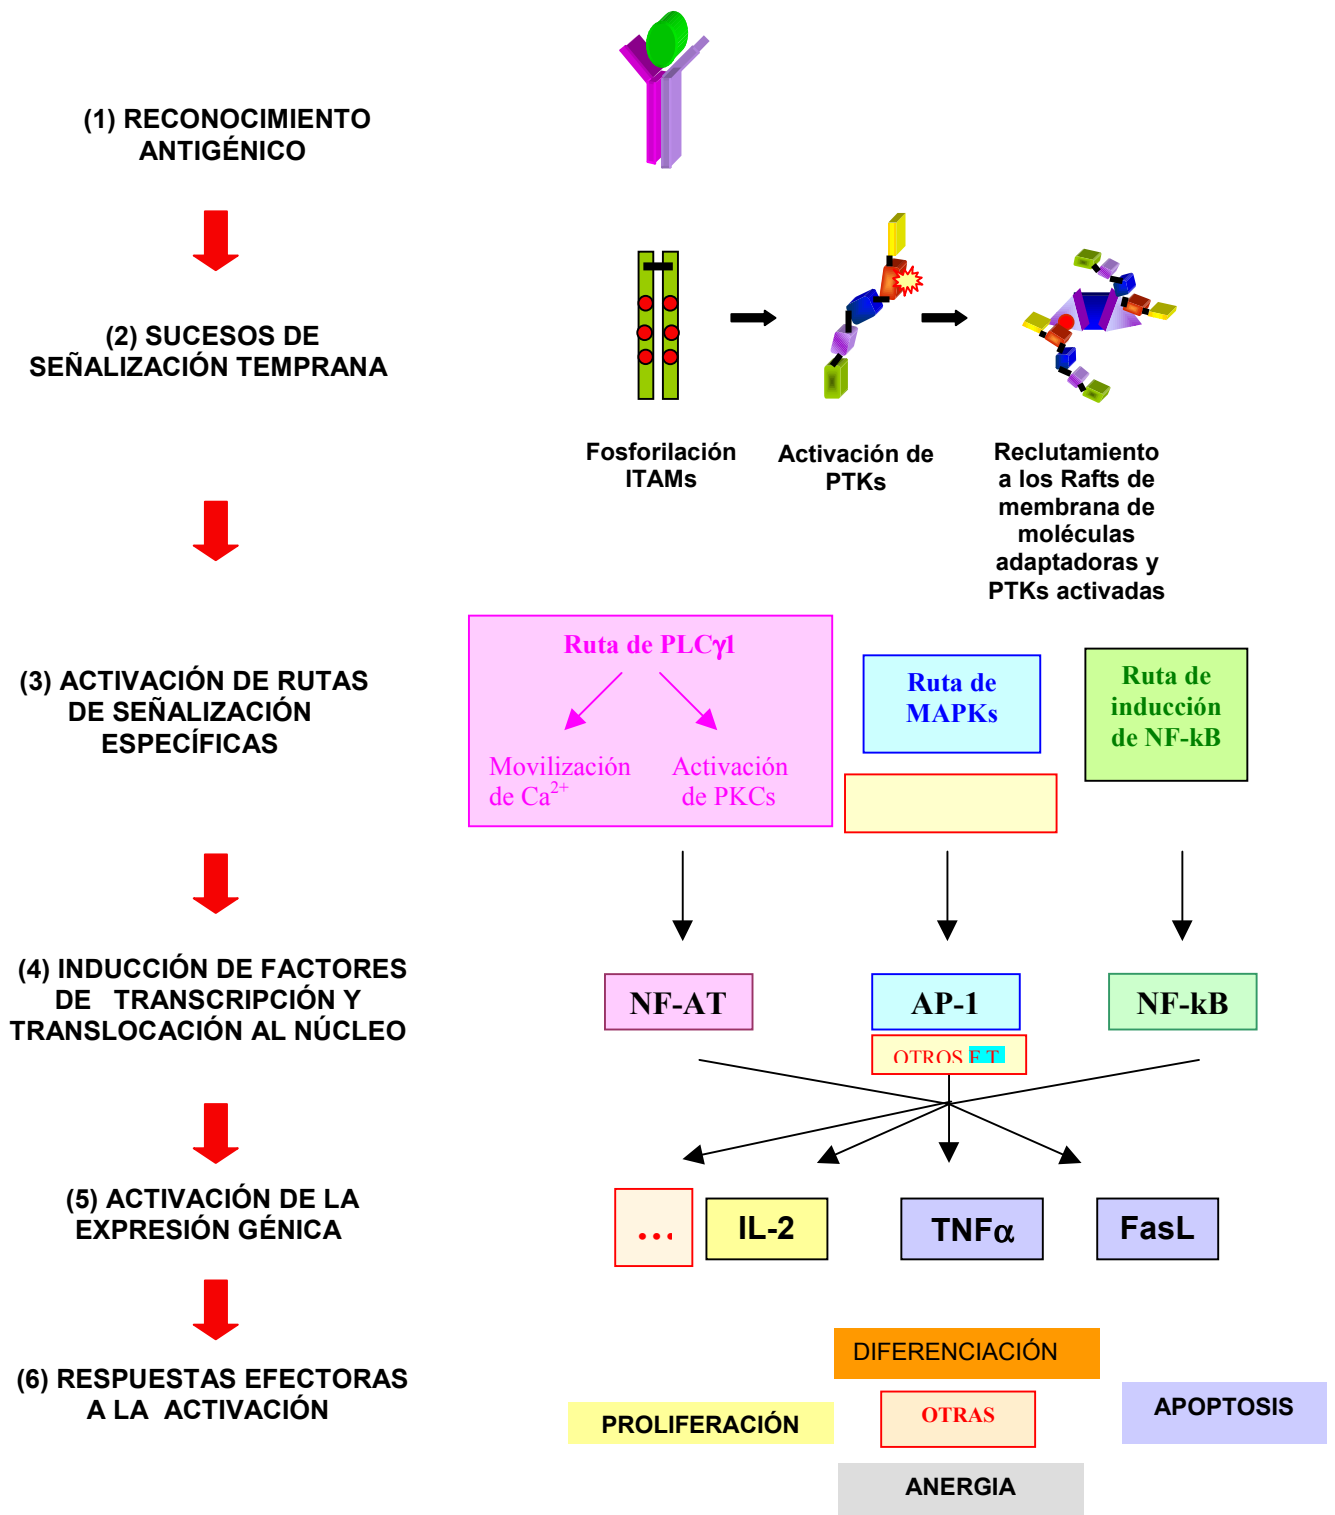 (1) RECONOCIMIENTO
ANTIGÉNICO
(2) SUCESOS DE
SEÑALIZACIÓN TEMPRANA
Fosforilación
ITAMs
Activación de
PTKs
Reclutamiento
a los Rafts de
membrana de
moléculas
adaptadoras y
PTKs activadas
(3) ACTIVACIÓN DE RUTAS
DE SEÑALIZACIÓN
ESPECÍFICAS
Ruta de PLCγ1
Movilización
de Ca²⁺
Activación
de PKCs
Ruta de
MAPKs
Ruta de
inducción
de NF-kB
(4) INDUCCIÓN DE FACTORES
DE TRANSCRIPCIÓN Y
TRANSLOCACIÓN AL NÚCLEO
NF-AT
AP-1
NF-kB
OTROS F.T.
(5) ACTIVACIÓN DE LA
EXPRESIÓN GÉNICA
...
IL-2
TNFα
FasL
(6) RESPUESTAS EFECTORAS
A LA ACTIVACIÓN
DIFERENCIACIÓN
PROLIFERACIÓN
OTRAS
APOPTOSIS
ANERGIA